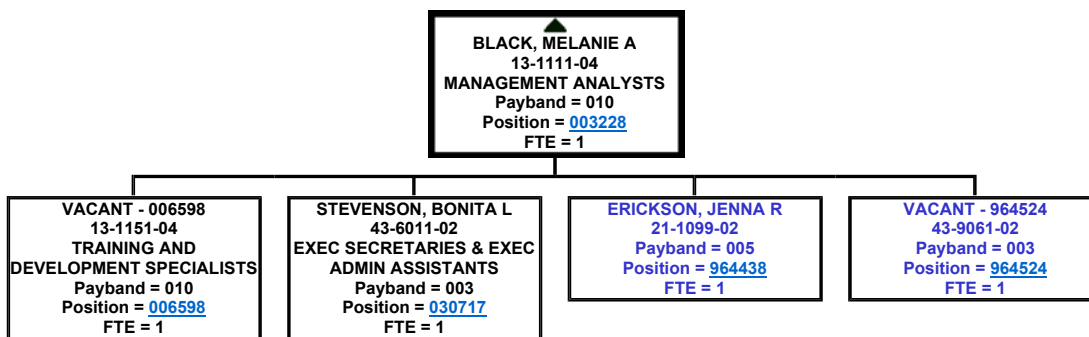 BLACK, MELANIE A
13-1111-04
MANAGEMENT ANALYSTS
Payband = 010
Position = 003228
FTE = 1
VACANT - 006598
13-1151-04
TRAINING AND
DEVELOPMENT SPECIALISTS
Payband = 010
Position = 006598
FTE = 1
STEVENSON, BONITA L
43-6011-02
EXEC SECRETARIES & EXEC
ADMIN ASSISTANTS
Payband = 003
Position = 030717
FTE = 1
ERICKSON, JENNA R
21-1099-02
Payband = 005
Position = 964438
FTE = 1
VACANT - 964524
43-9061-02
Payband = 003
Position = 964524
FTE = 1